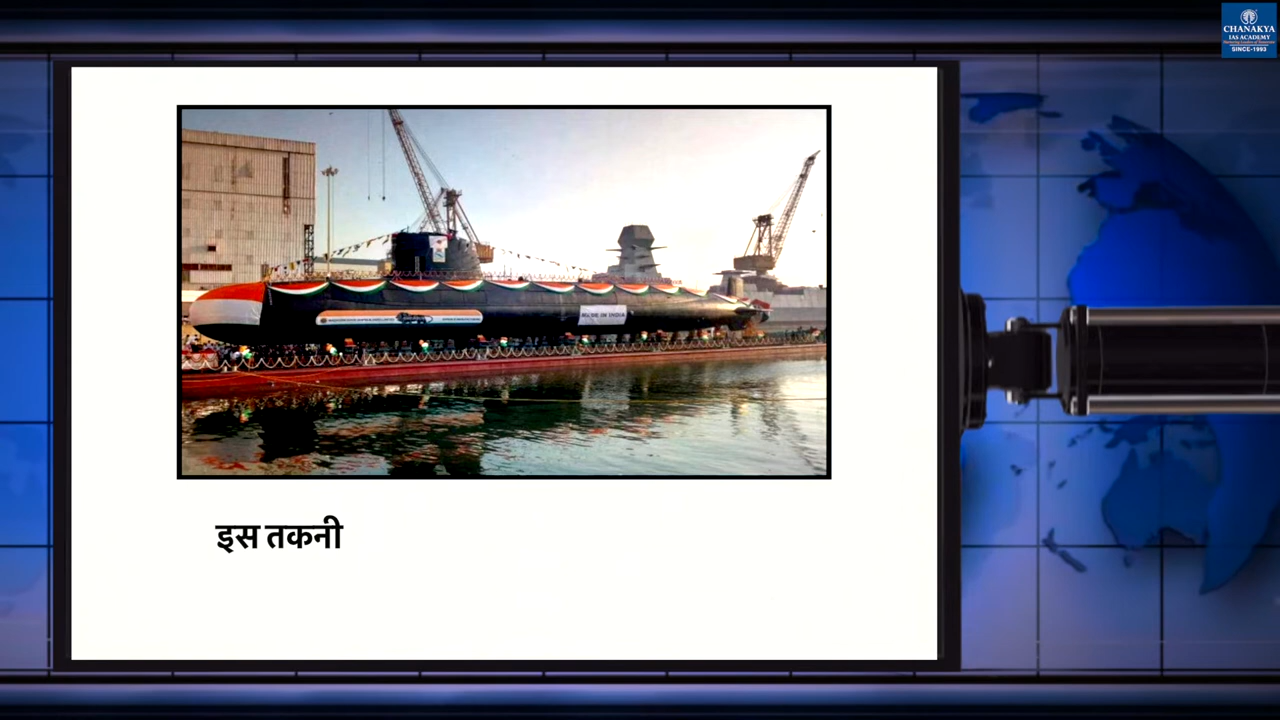 CHANAKYA
IAS ACADEMY
SINCE-1993
MADE IN INDIA
इस तकनी